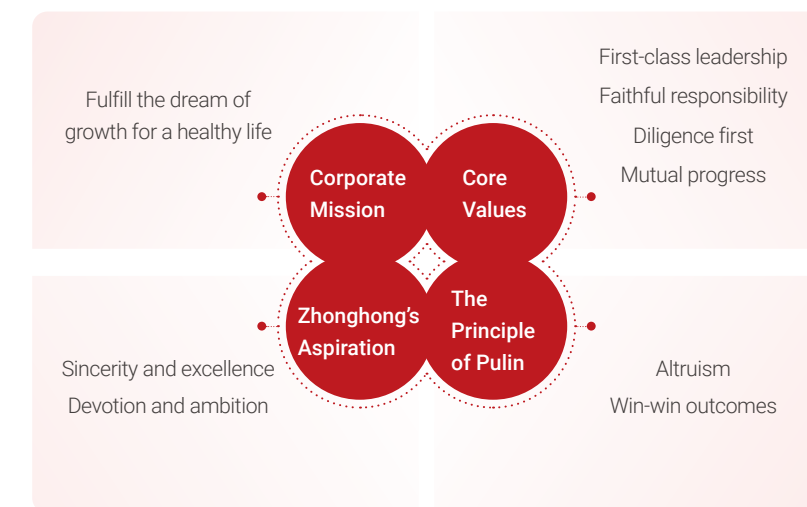 Fulfill the dream of
growth for a healthy life
Corporate
Mission
Core
Values
First-class leadership
Faithful responsibility
Diligence first
Mutual progress
Zhonghong's
Aspiration
Sincerity and excellence
Devotion and ambition
The
Principle
of Pulin
Altruism
Win-win outcomes